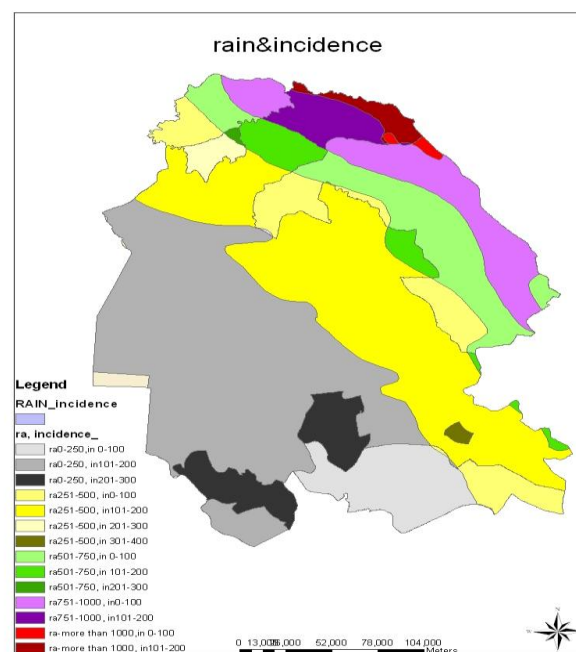 rain&incidence
Legend
RAIN_incidence
ra, incidence_
ra0-250,in 0-100
ra0-250, in101-200
ra0-250, in201-300
ra251-500, in0-100
ra251-500, in101-200
ra251-500,in 201-300
ra251-500, in 301-400
ra501-750, in 0-100
ra501-750, in 101-200
ra501-750, in201-300
ra751-1000, in0-100
ra751-1000, in101-200
ra-more than 1000, in 0-100
ra-more than 1000, in101-200
0 52,000 78,000 104,000
Meters